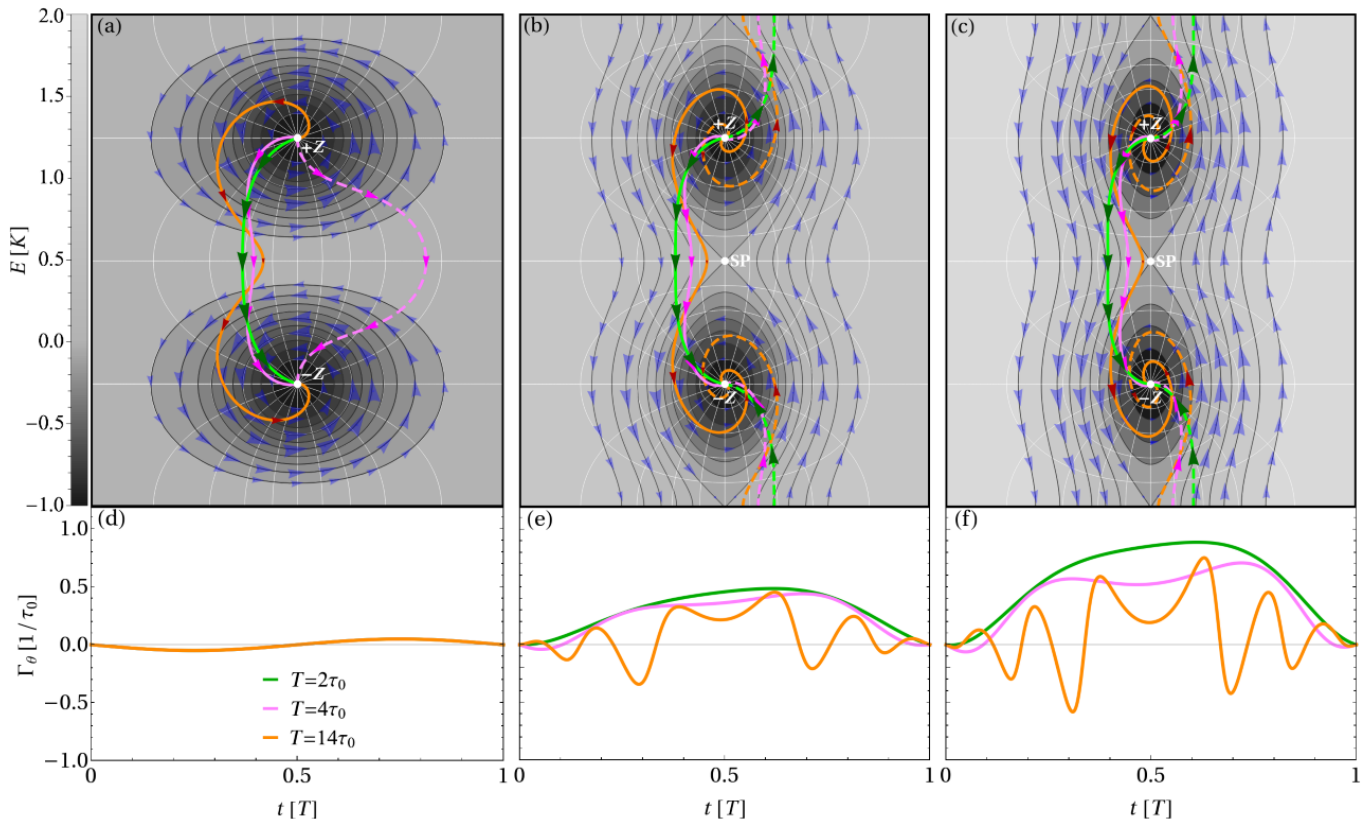 (a) (b) (c)
2.0
1.5
1.0
0.5
0.0
−0.5
−1.0
E [K]
+Z +Z +Z
SP SP
−Z −Z −Z
(d) (e) (f)
1.0
0.5
0.0
−0.5
−1.0
Γθ [1/τ0]
T=2τ0
T=4τ0
T=14τ0
0 0.5 1 0 0.5 1 0 0.5 1
t [T] t [T] t [T]